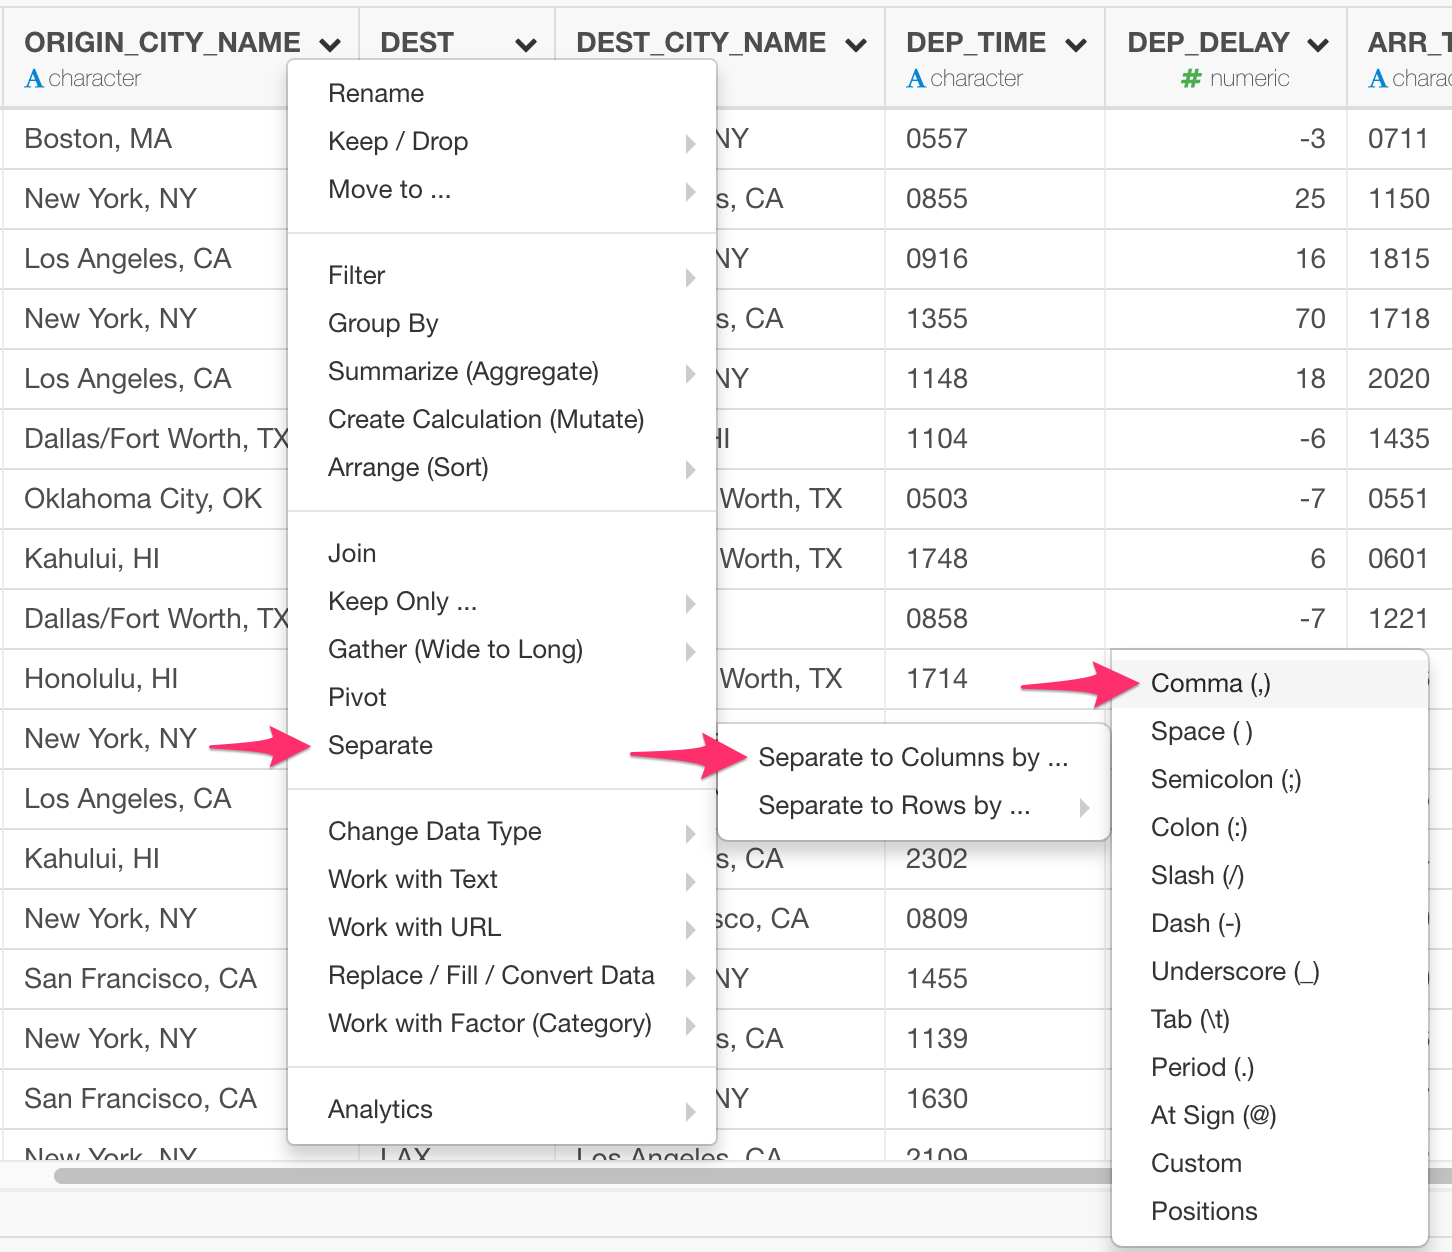 ORIGIN_CITY_NAME DEST DEST_CITY_NAME DEP_TIME DEP_DELAY ARR_T
A character A character # numeric A charac
Boston, MA NY 0557 -3 0711
New York, NY s, CA 0855 25 1150
Los Angeles, CA NY 0916 16 1815
New York, NY s, CA 1355 70 1718
Los Angeles, CA NY 1148 18 2020
Dallas/Fort Worth, TX HI 1104 -6 1435
Oklahoma City, OK Worth, TX 0503 -7 0551
Kahului, HI Worth, TX 1748 6 0601
Dallas/Fort Worth, TX 0858 -7 1221
Honolulu, HI Worth, TX 1714
New York, NY
Los Angeles, CA
Kahului, HI s, CA 2302
New York, NY sco, CA 0809
San Francisco, CA NY 1455
New York, NY s, CA 1139
San Francisco, CA NY 1630
New York, NY LAX Los Angeles, CA 2109
Rename
Keep / Drop
Move to ...
Filter
Group By
Summarize (Aggregate)
Create Calculation (Mutate)
Arrange (Sort)
Join
Keep Only ...
Gather (Wide to Long)
Pivot
Separate
Change Data Type
Work with Text
Work with URL
Replace / Fill / Convert Data
Work with Factor (Category)
Analytics
Separate to Columns by ...
Separate to Rows by ...
Comma (,)
Space ( )
Semicolon (;)
Colon (:)
Slash (/)
Dash (-)
Underscore (_)
Tab (\t)
Period (.)
At Sign (@)
Custom
Positions